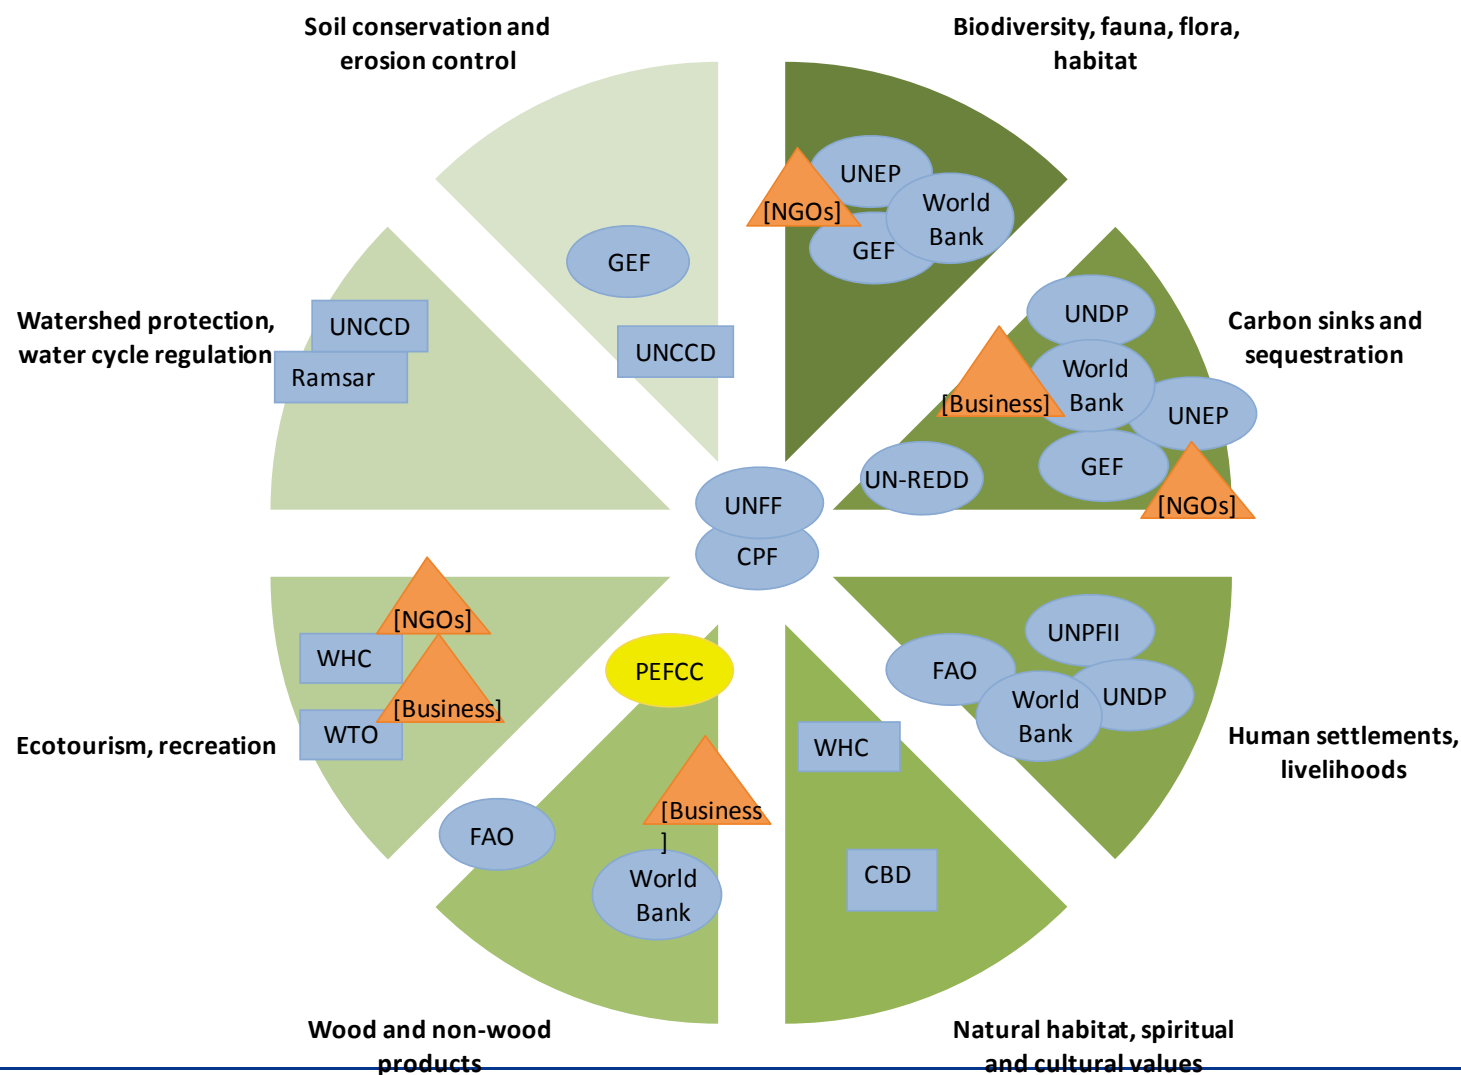 Soil conservation and
erosion control
Biodiversity, fauna, flora,
habitat
UNEP
World
Bank
[NGOs]
GEF
GEF
UNCCD
UNCCD
Ramsar
Watershed protection,
water cycle regulation
UNDP
World
Bank
[Business]
UNEP
GEF
UN-REDD
[NGOs]
Carbon sinks and
sequestration
UNFF
CPF
[NGOs]
WHC
[Business]
WTO
Ecotourism, recreation
PEFCC
[Business
]
FAO
World
Bank
WHC
CBD
UNPFII
FAO
UNDP
World
Bank
Human settlements,
livelihoods
Wood and non-wood
products
Natural habitat, spiritual
and cultural values